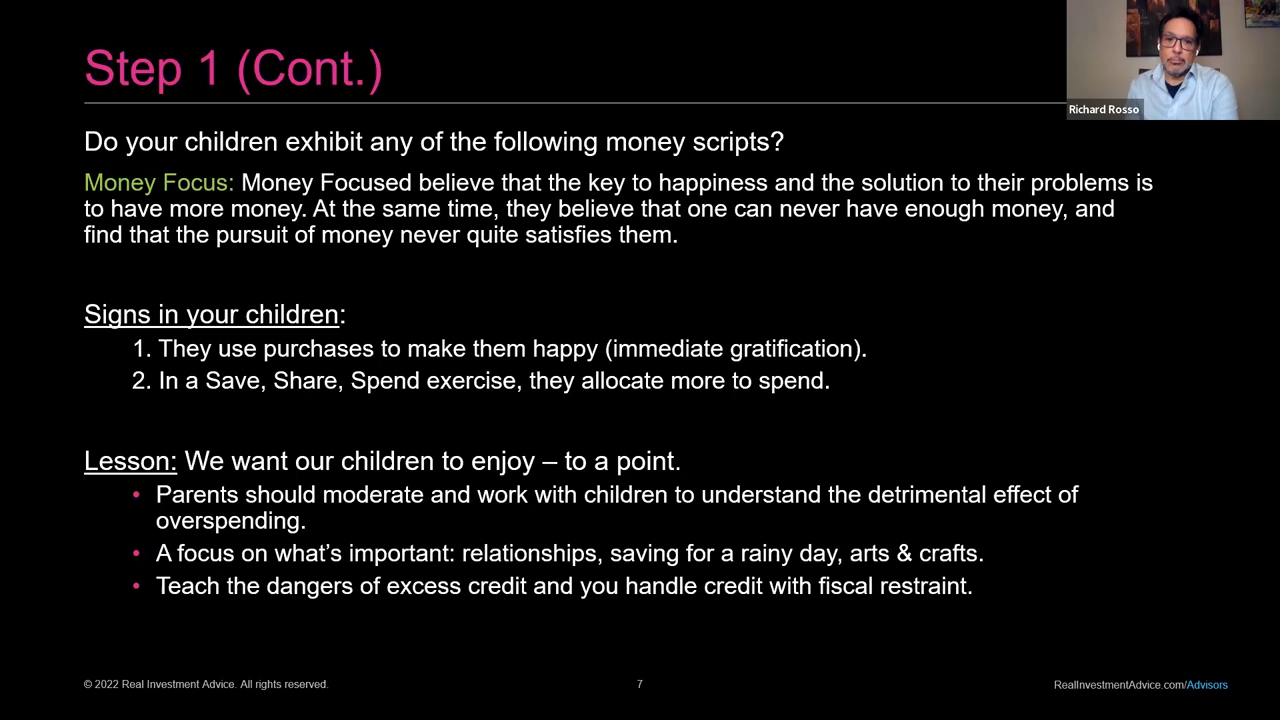 Step 1 (Cont.)
Richard Rosso
Do your children exhibit any of the following money scripts?
Money Focus: Money Focused believe that the key to happiness and the solution to their problems is
to have more money. At the same time, they believe that one can never have enough money, and
find that the pursuit of money never quite satisfies them.
Signs in your children:
1. They use purchases to make them happy (immediate gratification).
2. In a Save, Share, Spend exercise, they allocate more to spend.
Lesson: We want our children to enjoy – to a point.
• Parents should moderate and work with children to understand the detrimental effect of
overspending.
• A focus on what’s important: relationships, saving for a rainy day, arts & crafts.
• Teach the dangers of excess credit and you handle credit with fiscal restraint.
© 2022 Real Investment Advice. All rights reserved.
7
RealInvestmentAdvice.com/Advisors